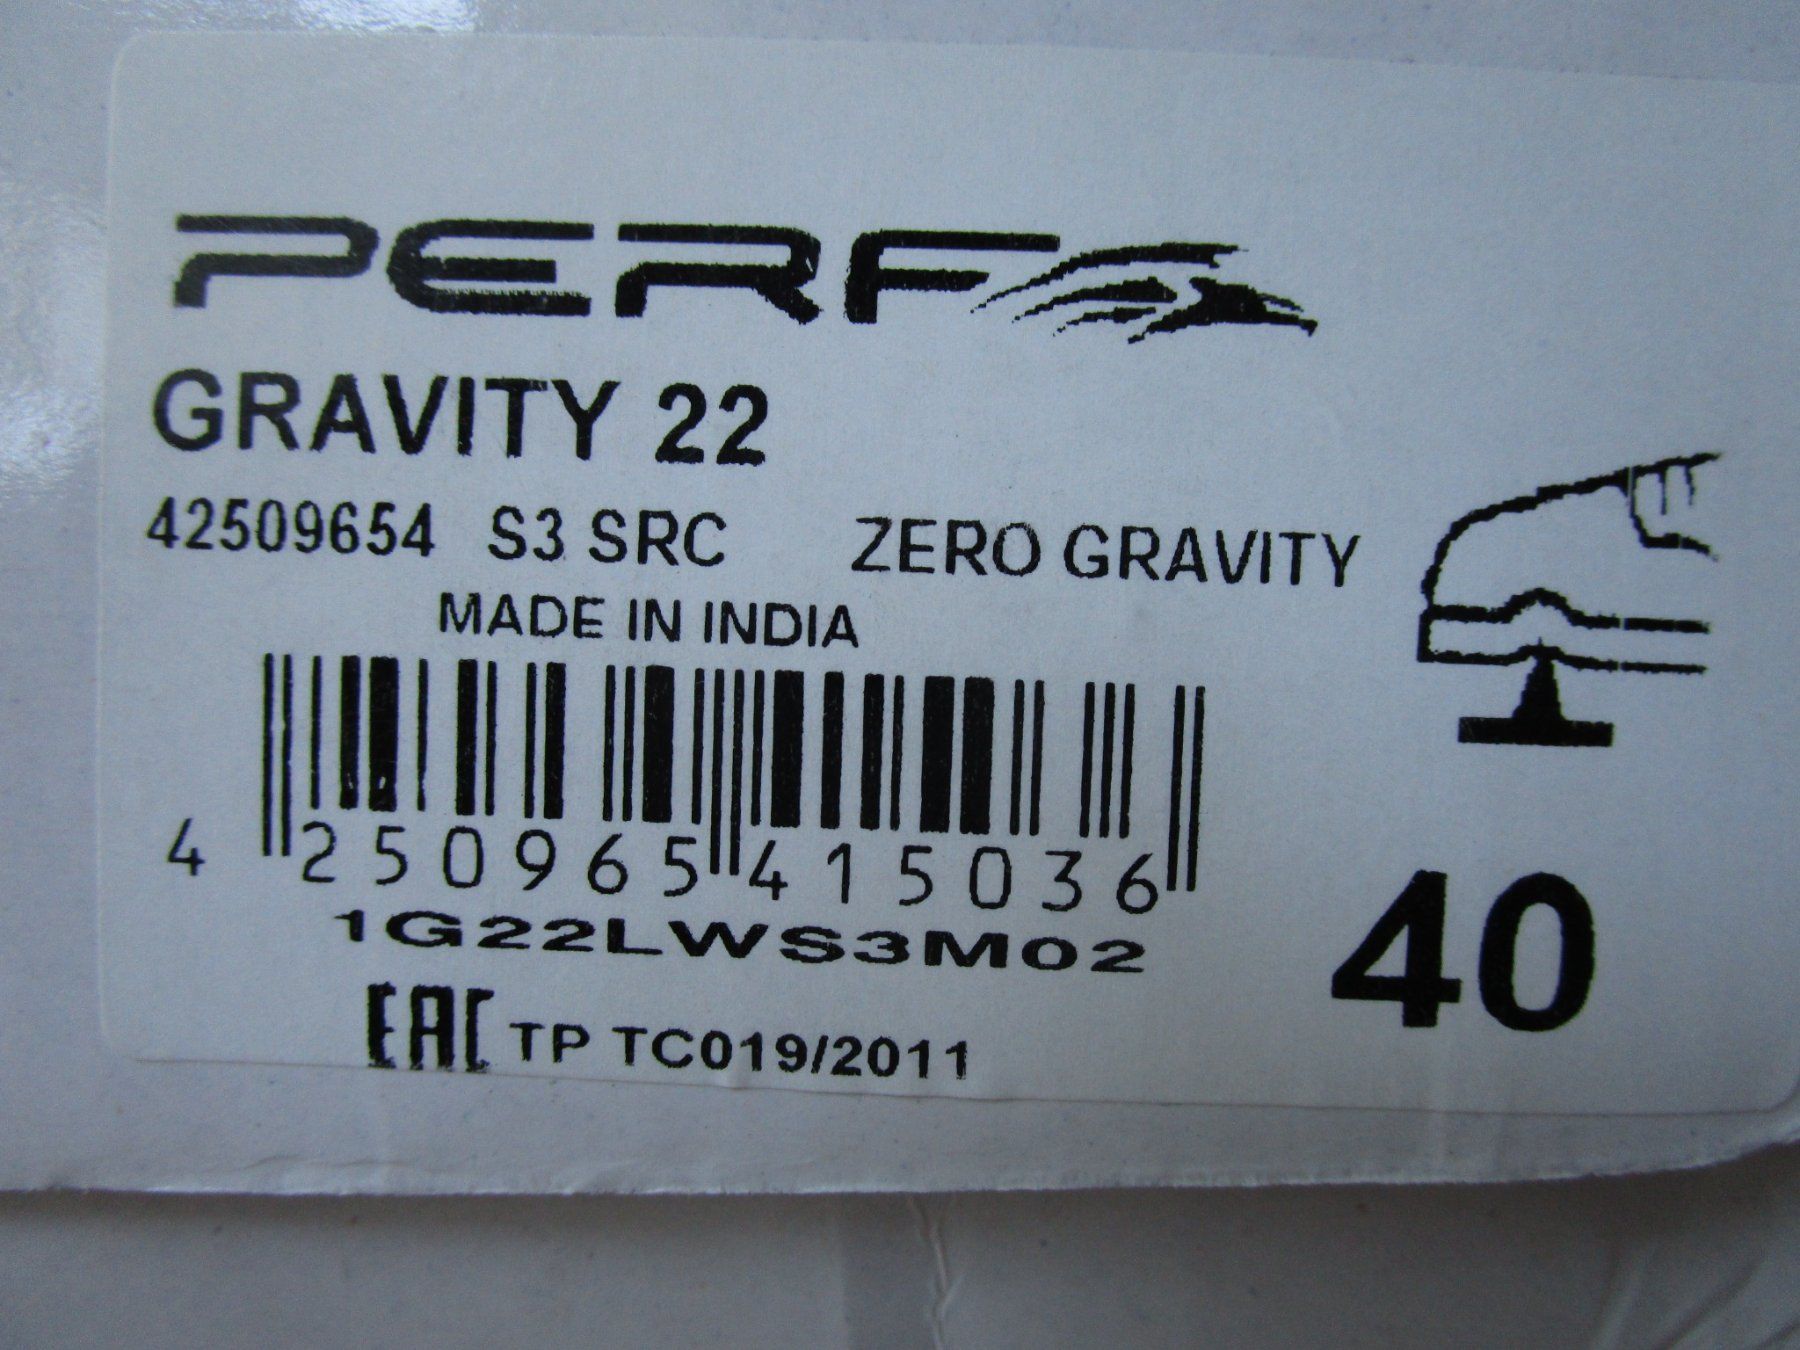 PERF
GRAVITY 22
42509654 S3 SRC ZERO GRAVITY
MADE IN INDIA
4 250965 415036
1G22LWS3M02
40
EAC TP TC019/2011